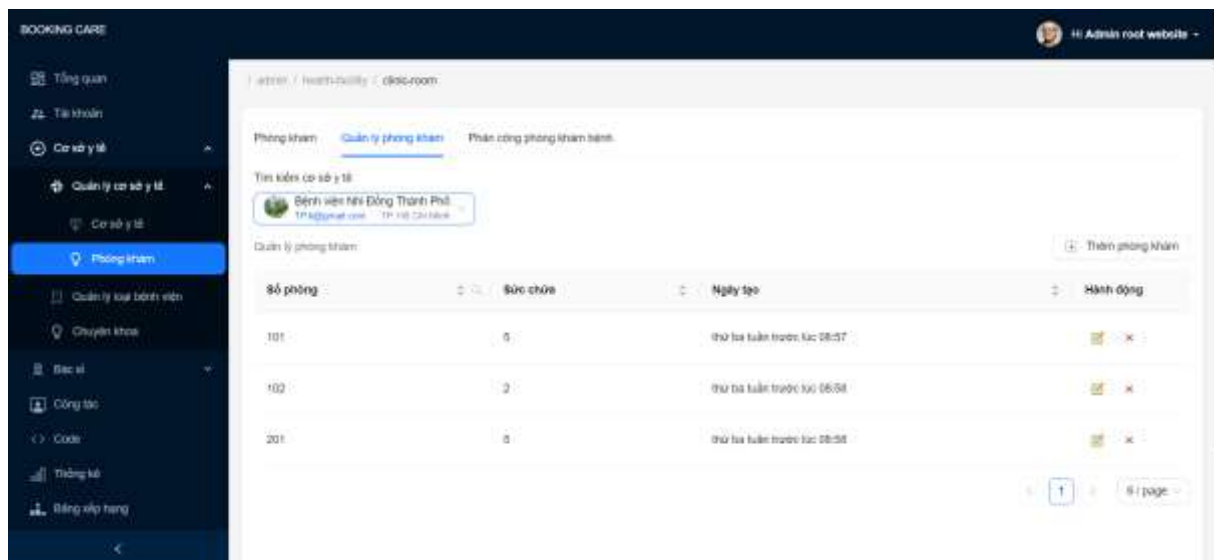 BOOKING CARE
Hi Admin root website
Tổng quan
Tài khoản
Cơ sở y tế
Quản lý cơ sở y tế
Cơ sở y tế
Phòng khám
Quản lý loại bệnh viện
Chuyên khoa
Bác sĩ
Công tác
Code
Thống kê
Bảng xếp hạng
/ admin / health-facility / clinic-room
Phòng khám Quản lý phòng khám Phân công phòng khám bệnh
Tìm kiếm cơ sở y tế
Bệnh viện Nhi Đồng Thành Phố
TP Hồ Chí Minh
Quản lý phòng khám
Thêm phòng khám
Số phòng Sức chứa Ngày tạo Hành động
101 thứ ba tuần trước lúc 08:57
102 2 thứ ba tuần trước lúc 08:58
201 thứ ba tuần trước lúc 08:58
1 6 / page